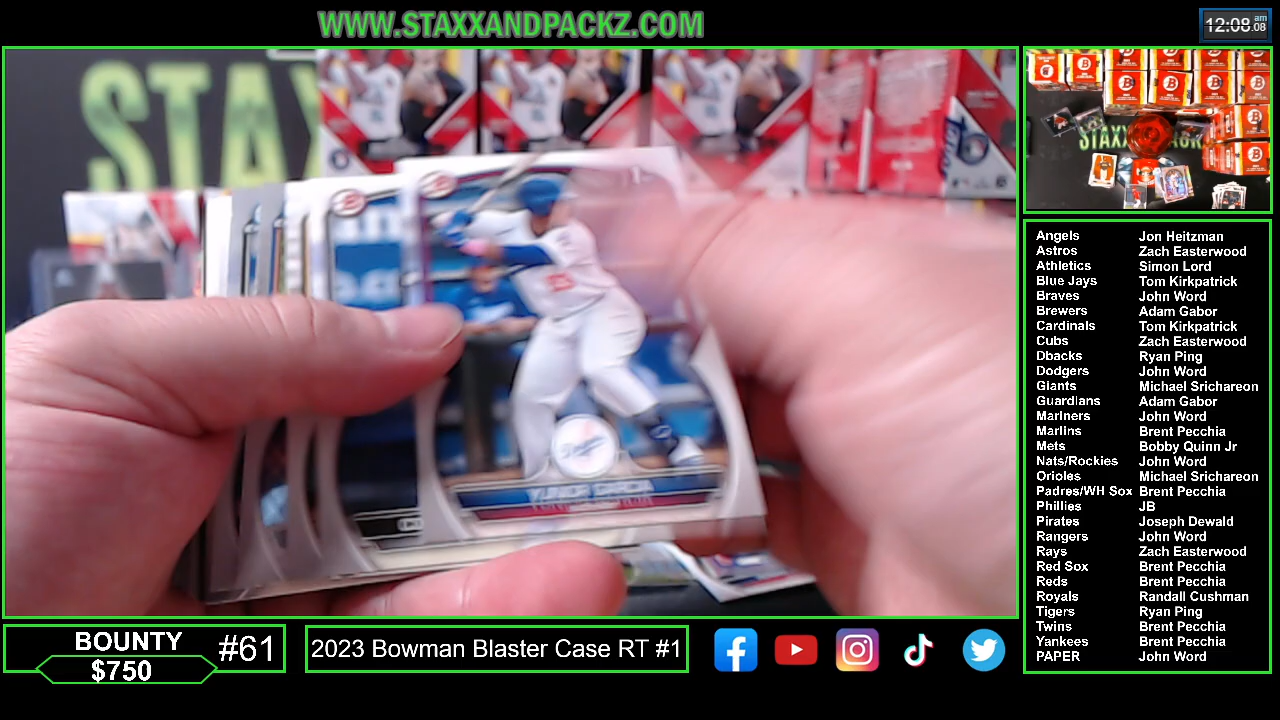 WWW.STAXXANDPACKZ.COM
12:08 am
08
STAX
STAXX PACK
YUNIOR GARCIA
Angels Jon Heitzman
Astros Zach Easterwood
Athletics Simon Lord
Blue Jays Tom Kirkpatrick
Braves John Word
Brewers Adam Gabor
Cardinals Tom Kirkpatrick
Cubs Zach Easterwood
Dbacks Ryan Ping
Dodgers John Word
Giants Michael Srichareon
Guardians Adam Gabor
Mariners John Word
Marlins Brent Pecchia
Mets Bobby Quinn Jr
Nats/Rockies John Word
Orioles Michael Srichareon
Padres/WH Sox Brent Pecchia
Phillies JB
Pirates Joseph Dewald
Rangers John Word
Rays Zach Easterwood
Red Sox Brent Pecchia
Reds Brent Pecchia
Royals Randall Cushman
Tigers Ryan Ping
Twins Brent Pecchia
Yankees Brent Pecchia
PAPER John Word
BOUNTY
$750
#61
2023 Bowman Blaster Case RT #1